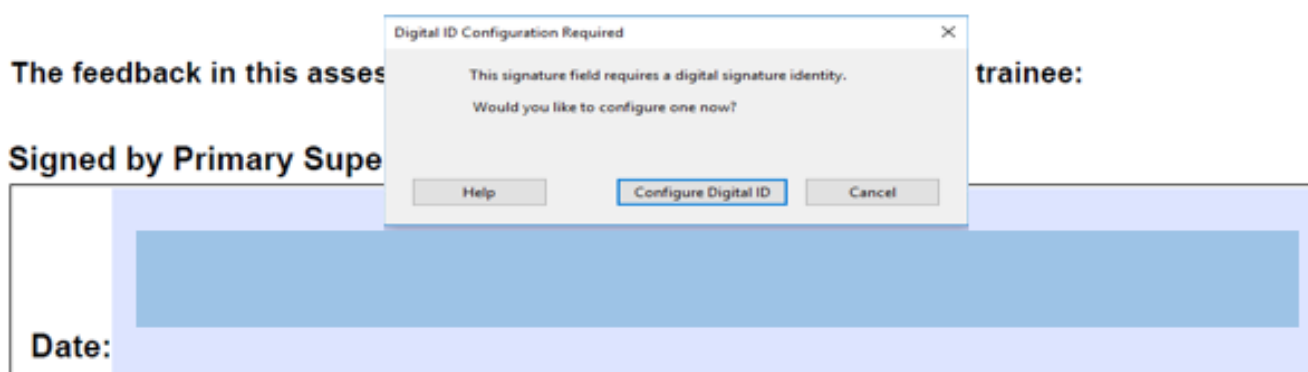 Digital ID Configuration Required
The feedback in this asses
This signature field requires a digital signature identity.
trainee:
Would you like to configure one now?
Signed by Primary Supe
Help
Configure Digital ID
Cancel
Date: